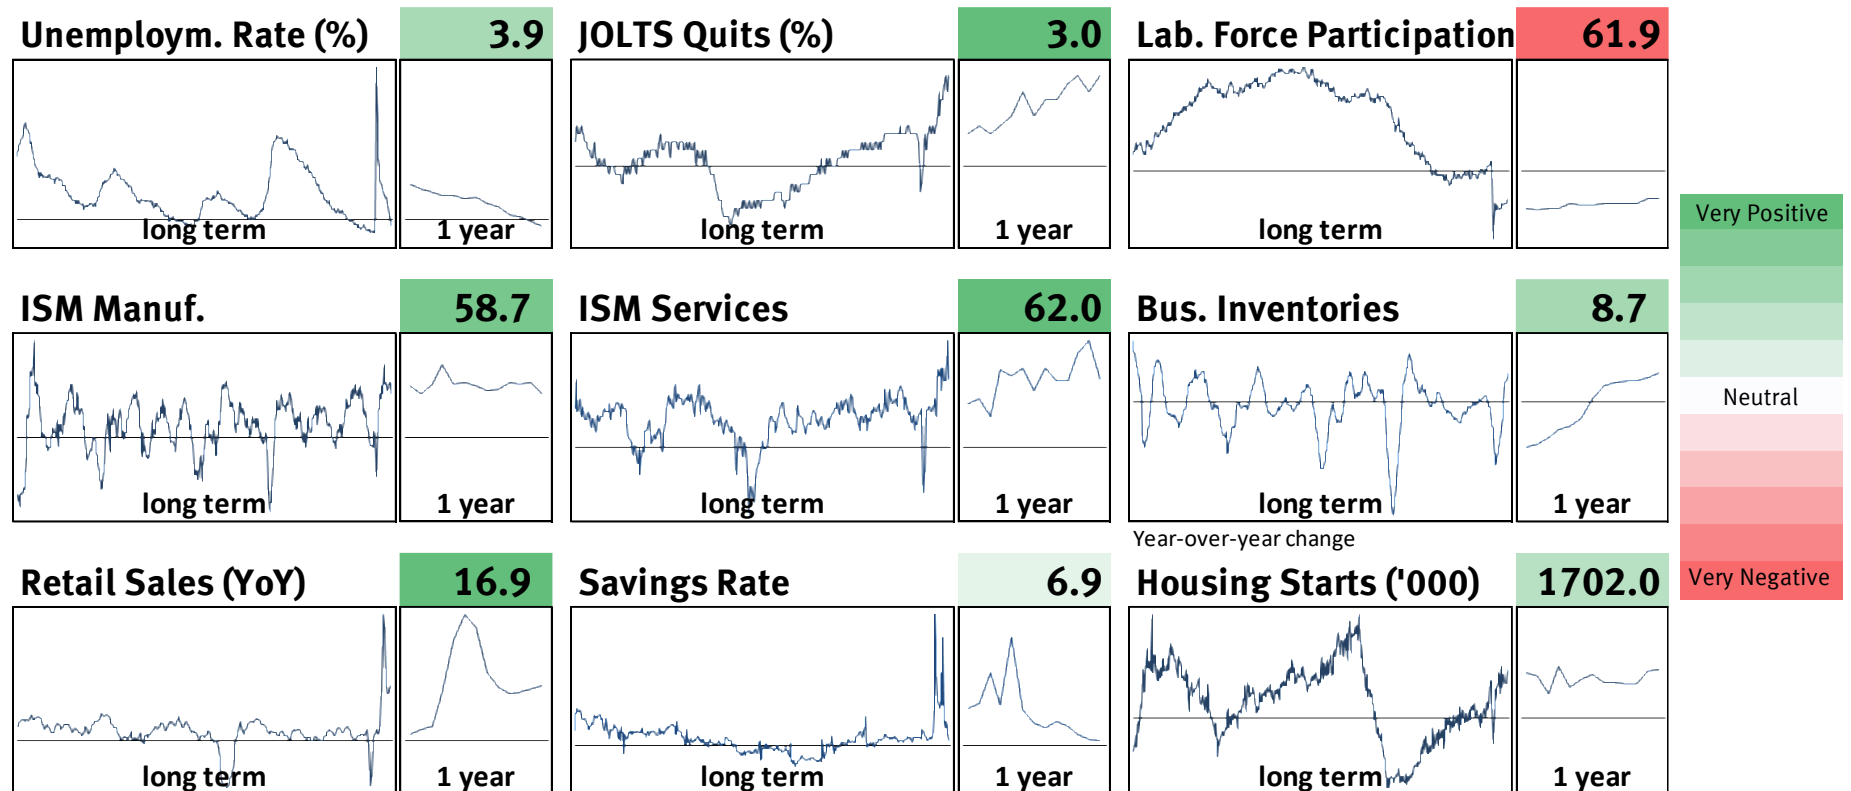 Unemploym. Rate (%) 3.9
long term 1 year
JOLTS Quits (%) 3.0
long term 1 year
Lab. Force Participation 61.9
long term 1 year
ISM Manuf. 58.7
long term 1 year
ISM Services 62.0
long term 1 year
Bus. Inventories 8.7
long term 1 year
Year-over-year change
Retail Sales (YoY) 16.9
long term 1 year
Savings Rate 6.9
long term 1 year
Housing Starts ('000) 1702.0
long term 1 year
Very Positive
Neutral
Very Negative